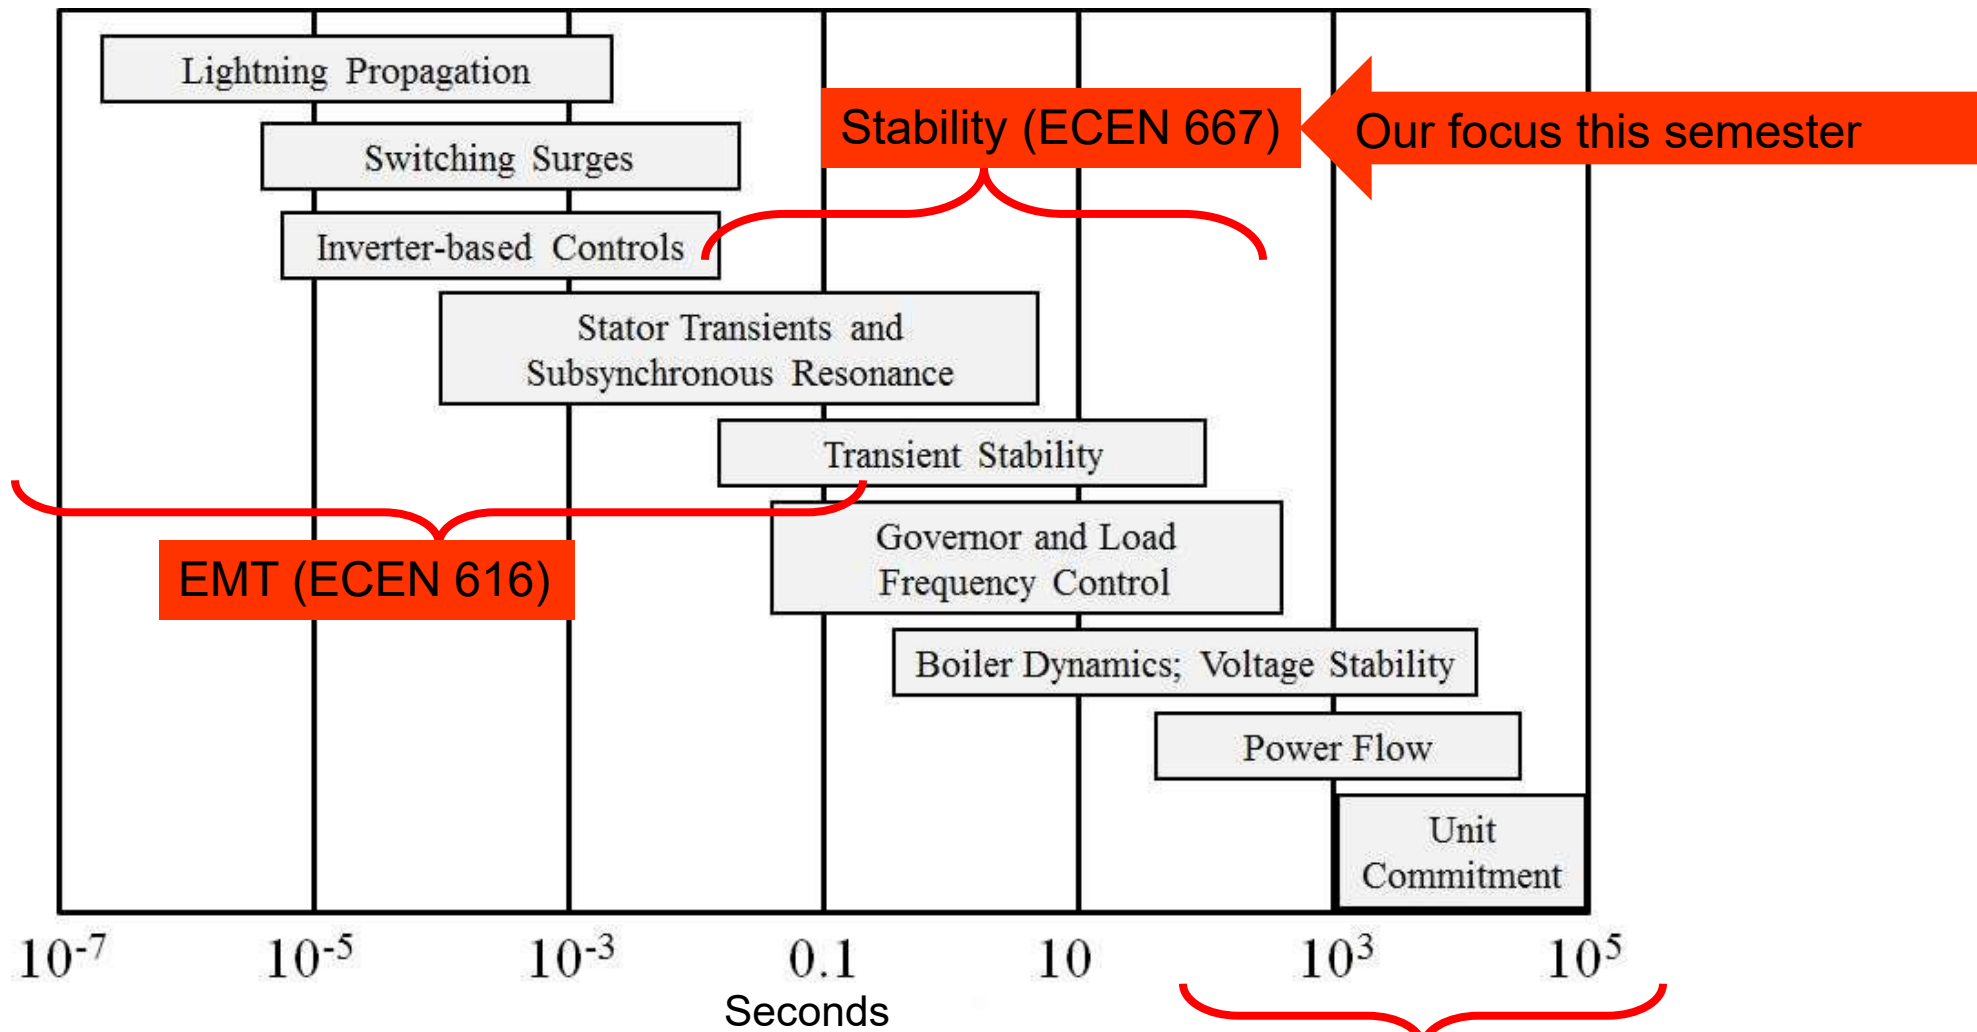 Lightning Propagation
Stability (ECEN 667)
Our focus this semester
Switching Surges
Inverter-based Controls
Stator Transients and
Subsynchronous Resonance
Transient Stability
EMT (ECEN 616)
Governor and Load
Frequency Control
Boiler Dynamics; Voltage Stability
Power Flow
Unit
Commitment
10⁻⁷ 10⁻⁵ 10⁻³ 0.1 10 10³ 10⁵
Seconds